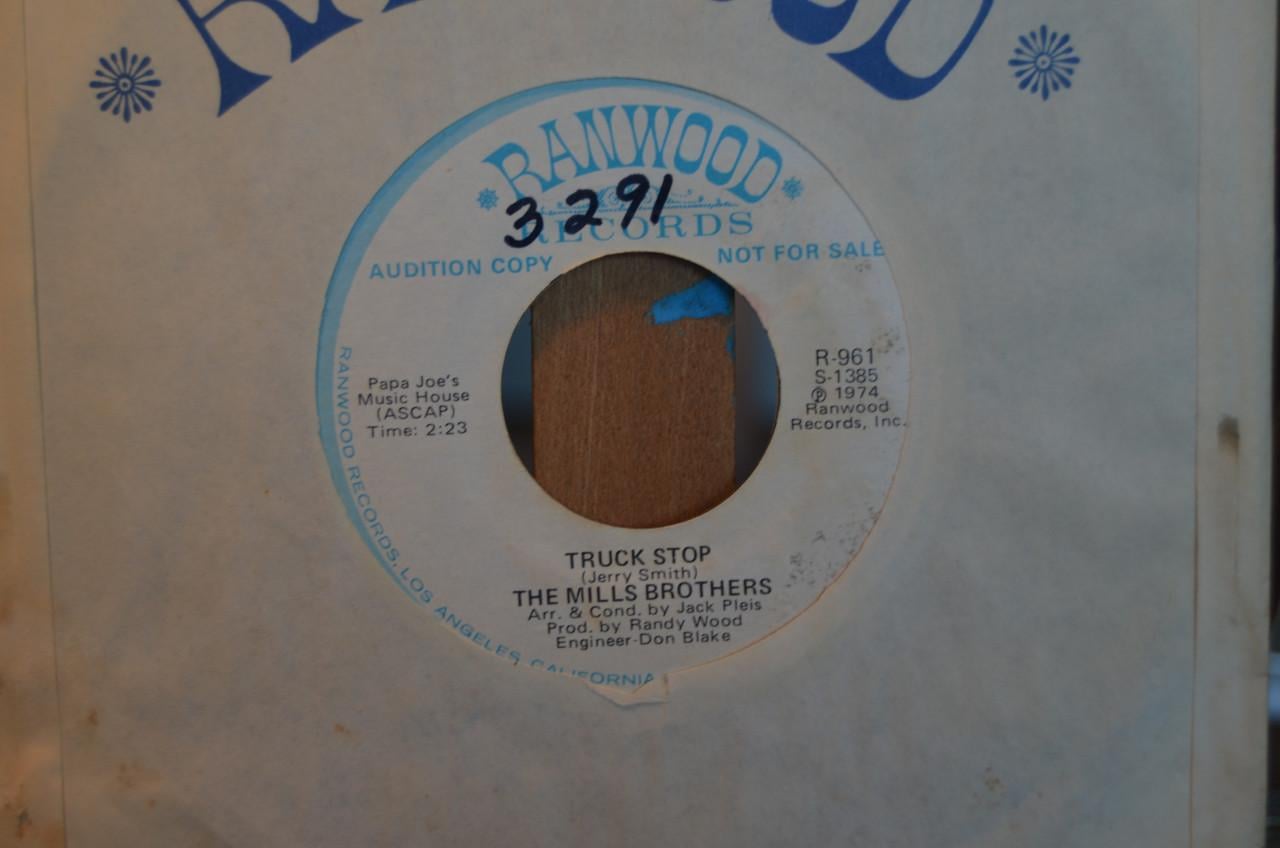 RANWOOD
3291
RECORDS
AUDITION COPY
NOT FOR SALE
Papa Joe's
Music House
(ASCAP)
Time: 2:23
R-961
S-1385
℗ 1974
Ranwood
Records, Inc.
TRUCK STOP
(Jerry Smith)
THE MILLS BROTHERS
Arr. & Cond. by Jack Pleis
Prod. by Randy Wood
Engineer-Don Blake
RANWOOD RECORDS, LOS ANGELES, CALIFORNIA